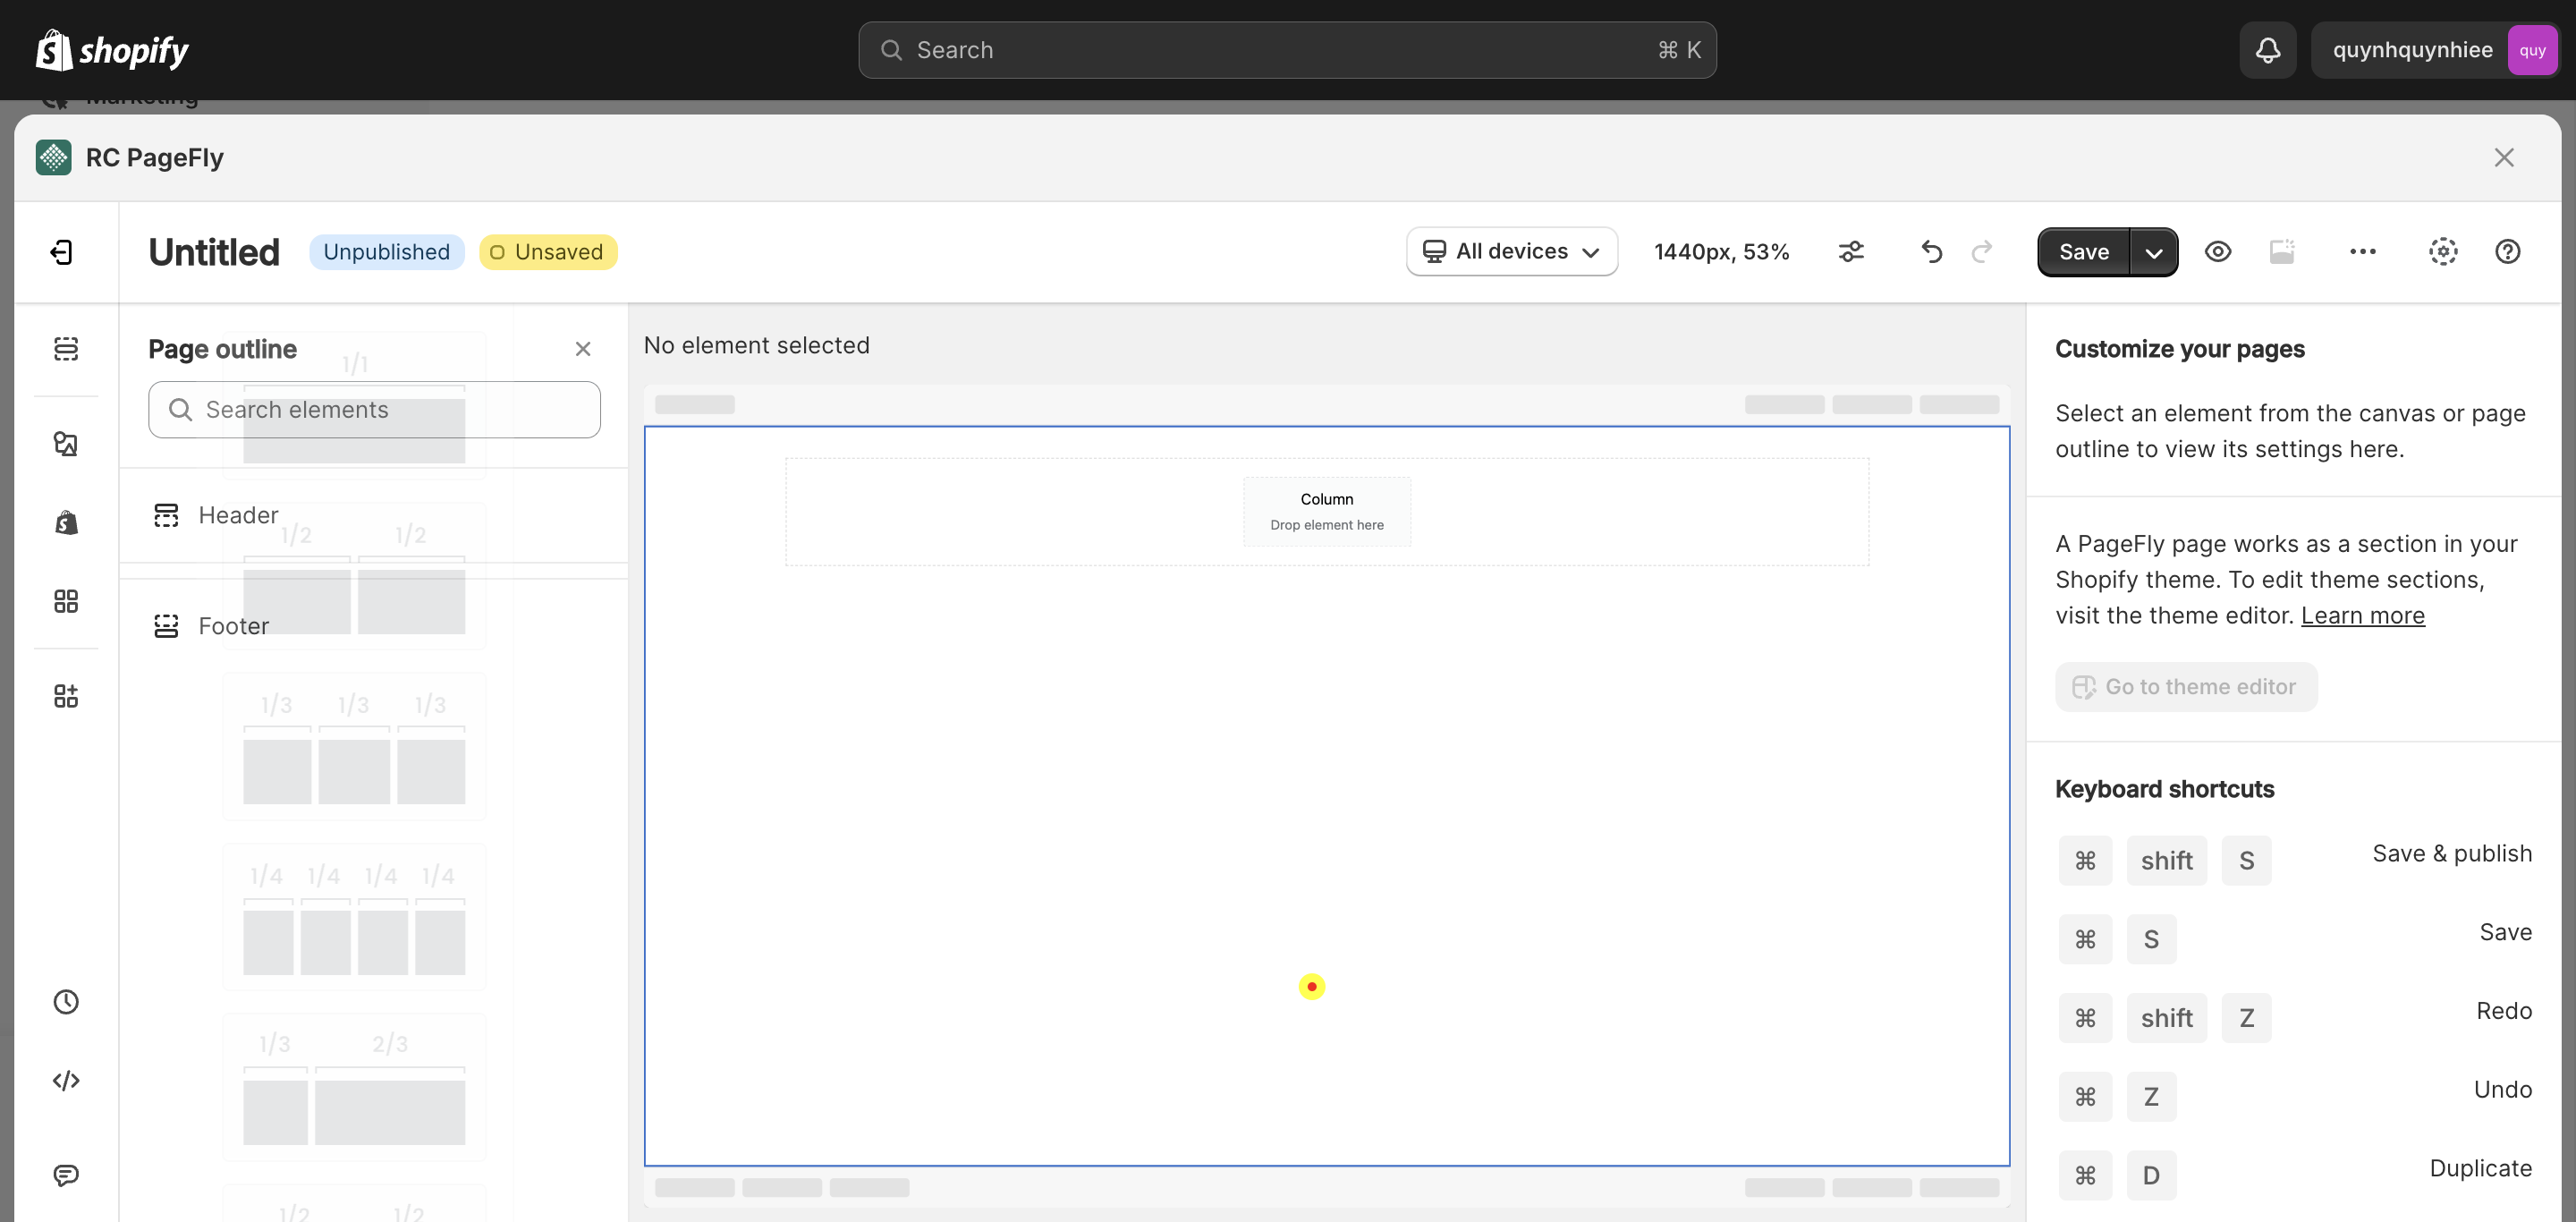 shopify
Search
⌘ K
quynhquynhiee
quy
Marketing
RC PageFly
Untitled
Unpublished
Unsaved
All devices
1440px, 53%
Save
Page outline
1/1
Search elements
Header
1/2 1/2
Footer
1/3 1/3 1/3
1/4 1/4 1/4 1/4
1/3 2/3
1/2 1/2
No element selected
Column
Drop element here
Customize your pages
Select an element from the canvas or page
outline to view its settings here.
A PageFly page works as a section in your
Shopify theme. To edit theme sections,
visit the theme editor. Learn more
Go to theme editor
Keyboard shortcuts
⌘ shift S Save & publish
⌘ S Save
⌘ shift Z Redo
⌘ Z Undo
⌘ D Duplicate